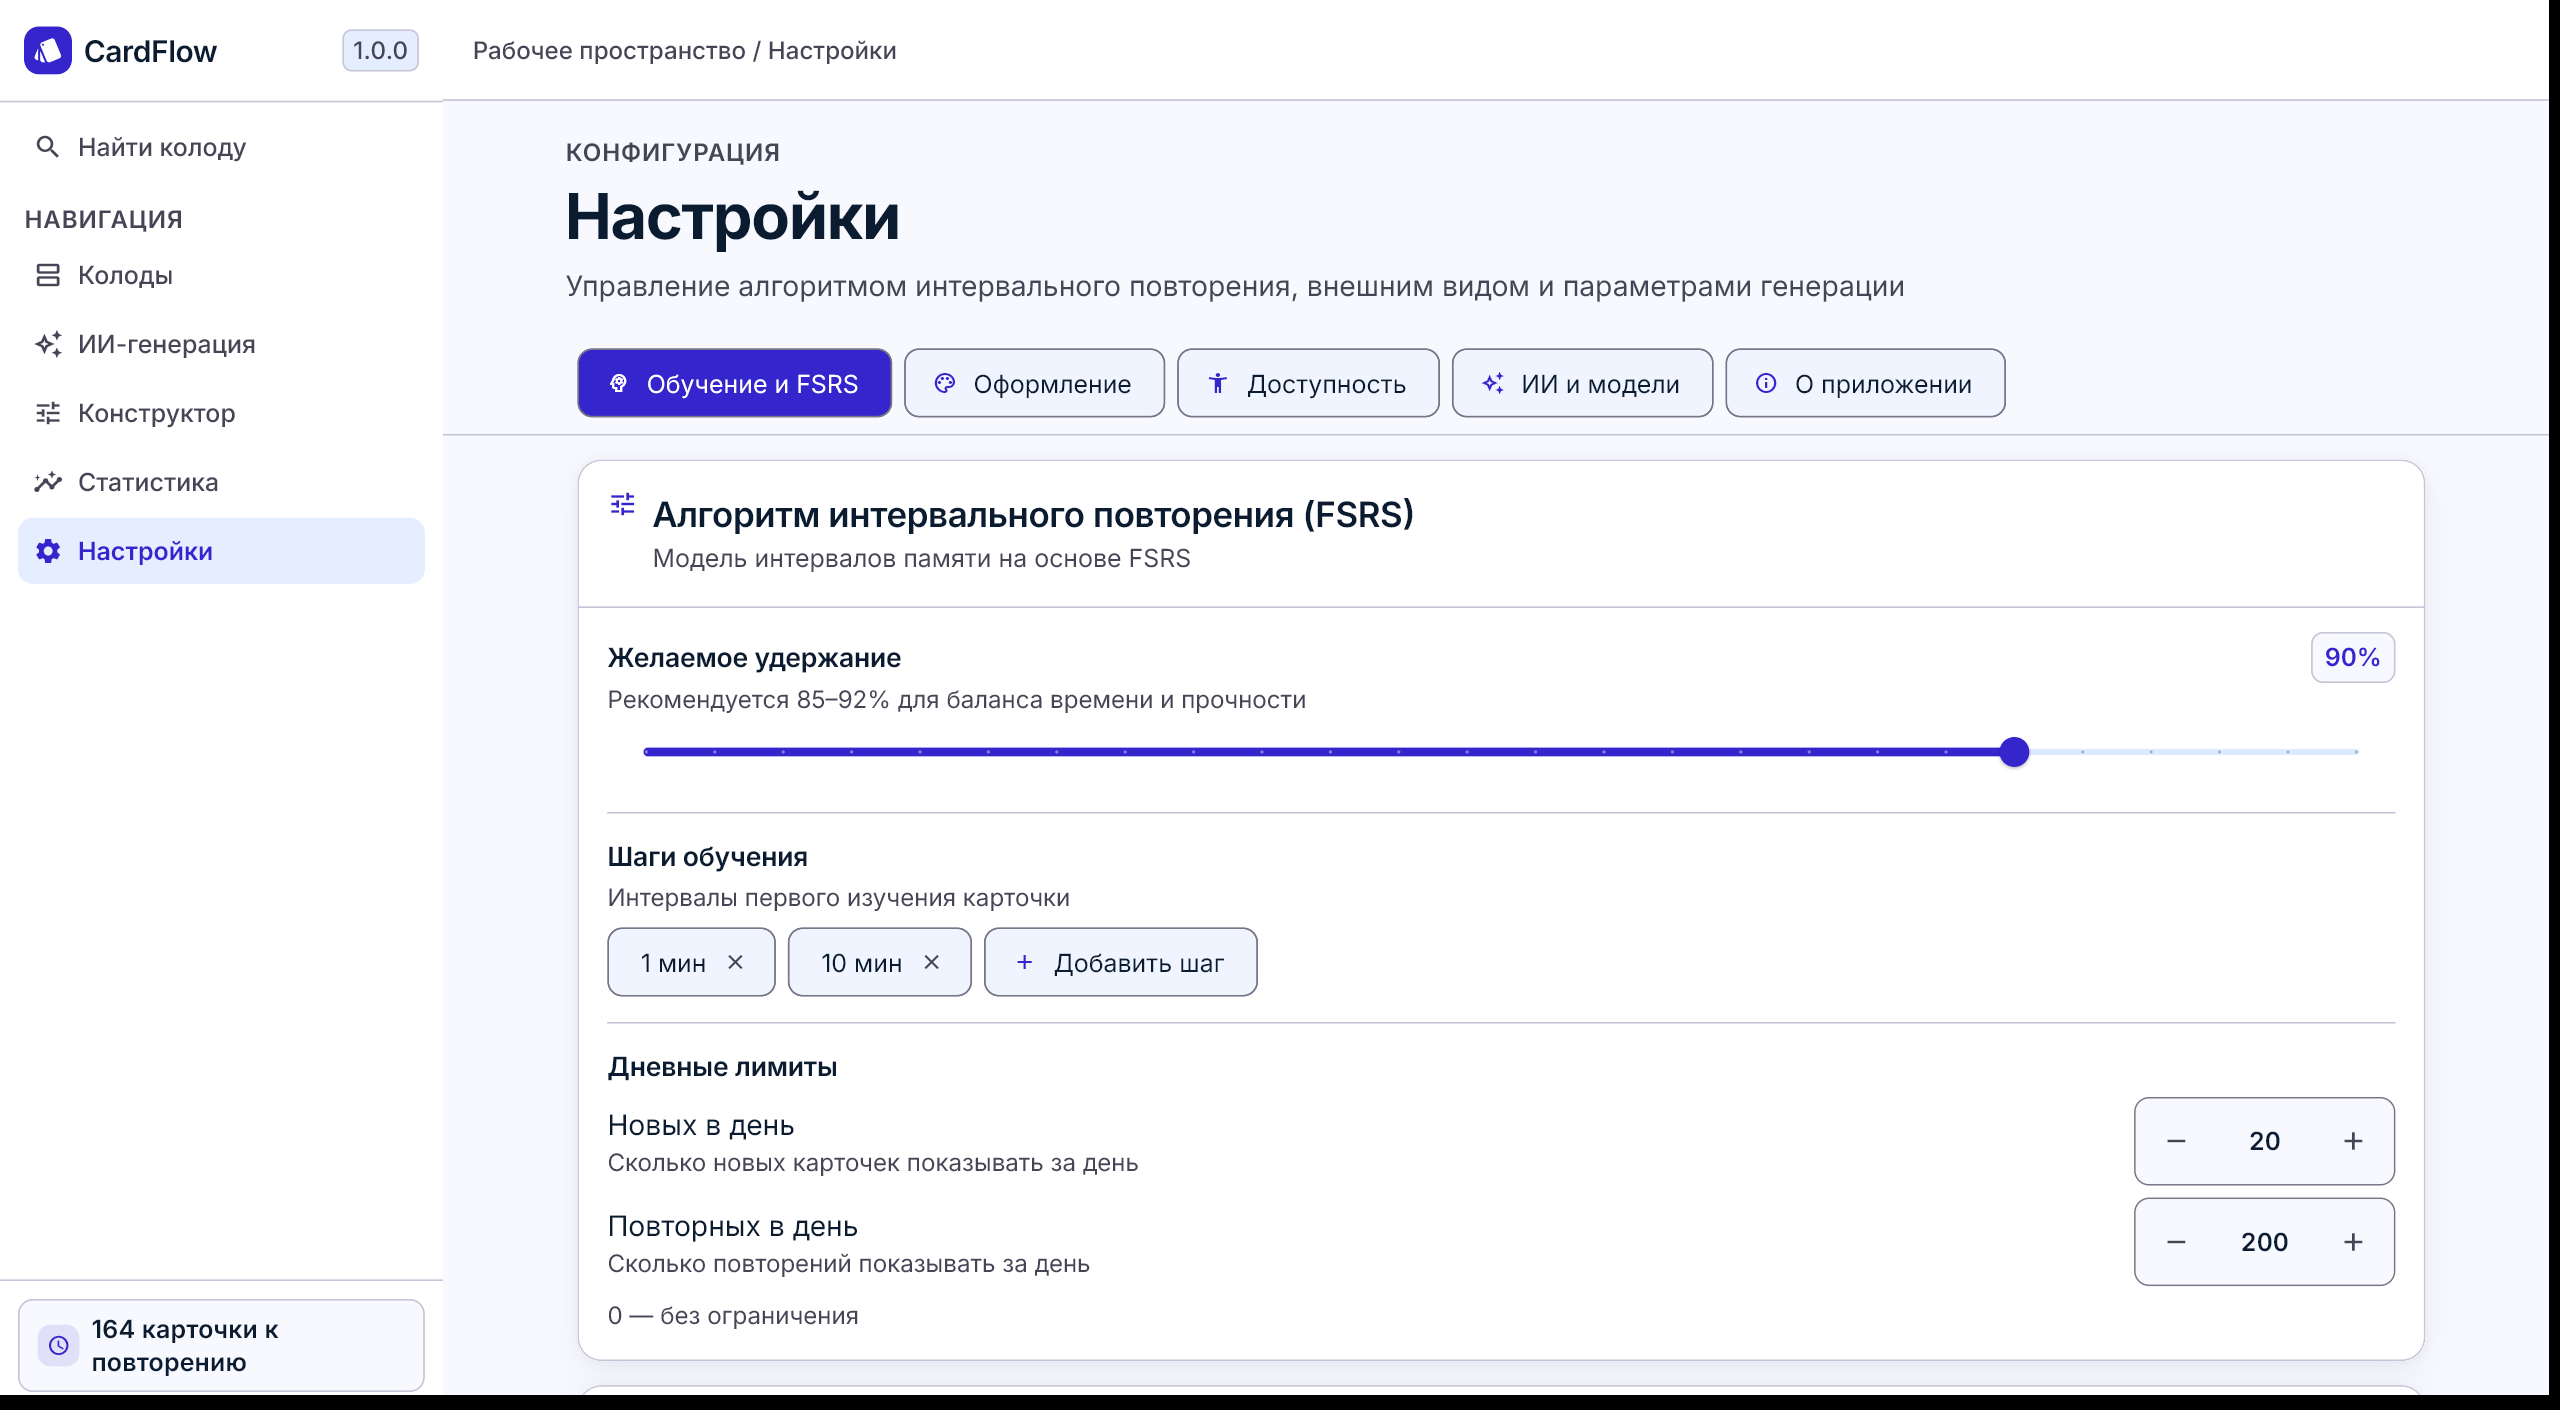 CardFlow
1.0.0
Найти колоду
НАВИГАЦИЯ
Колоды
ИИ-генерация
Конструктор
Статистика
Настройки
164 карточки к
повторению
Рабочее пространство / Настройки
КОНФИГУРАЦИЯ
Настройки
Управление алгоритмом интервального повторения, внешним видом и параметрами генерации
Обучение и FSRS
Оформление
Доступность
ИИ и модели
О приложении
Алгоритм интервального повторения (FSRS)
Модель интервалов памяти на основе FSRS
Желаемое удержание
90%
Рекомендуется 85–92% для баланса времени и прочности
Шаги обучения
Интервалы первого изучения карточки
1 мин ×
10 мин ×
+ Добавить шаг
Дневные лимиты
Новых в день
Сколько новых карточек показывать за день
− 20 +
Повторных в день
Сколько повторений показывать за день
− 200 +
0 — без ограничения